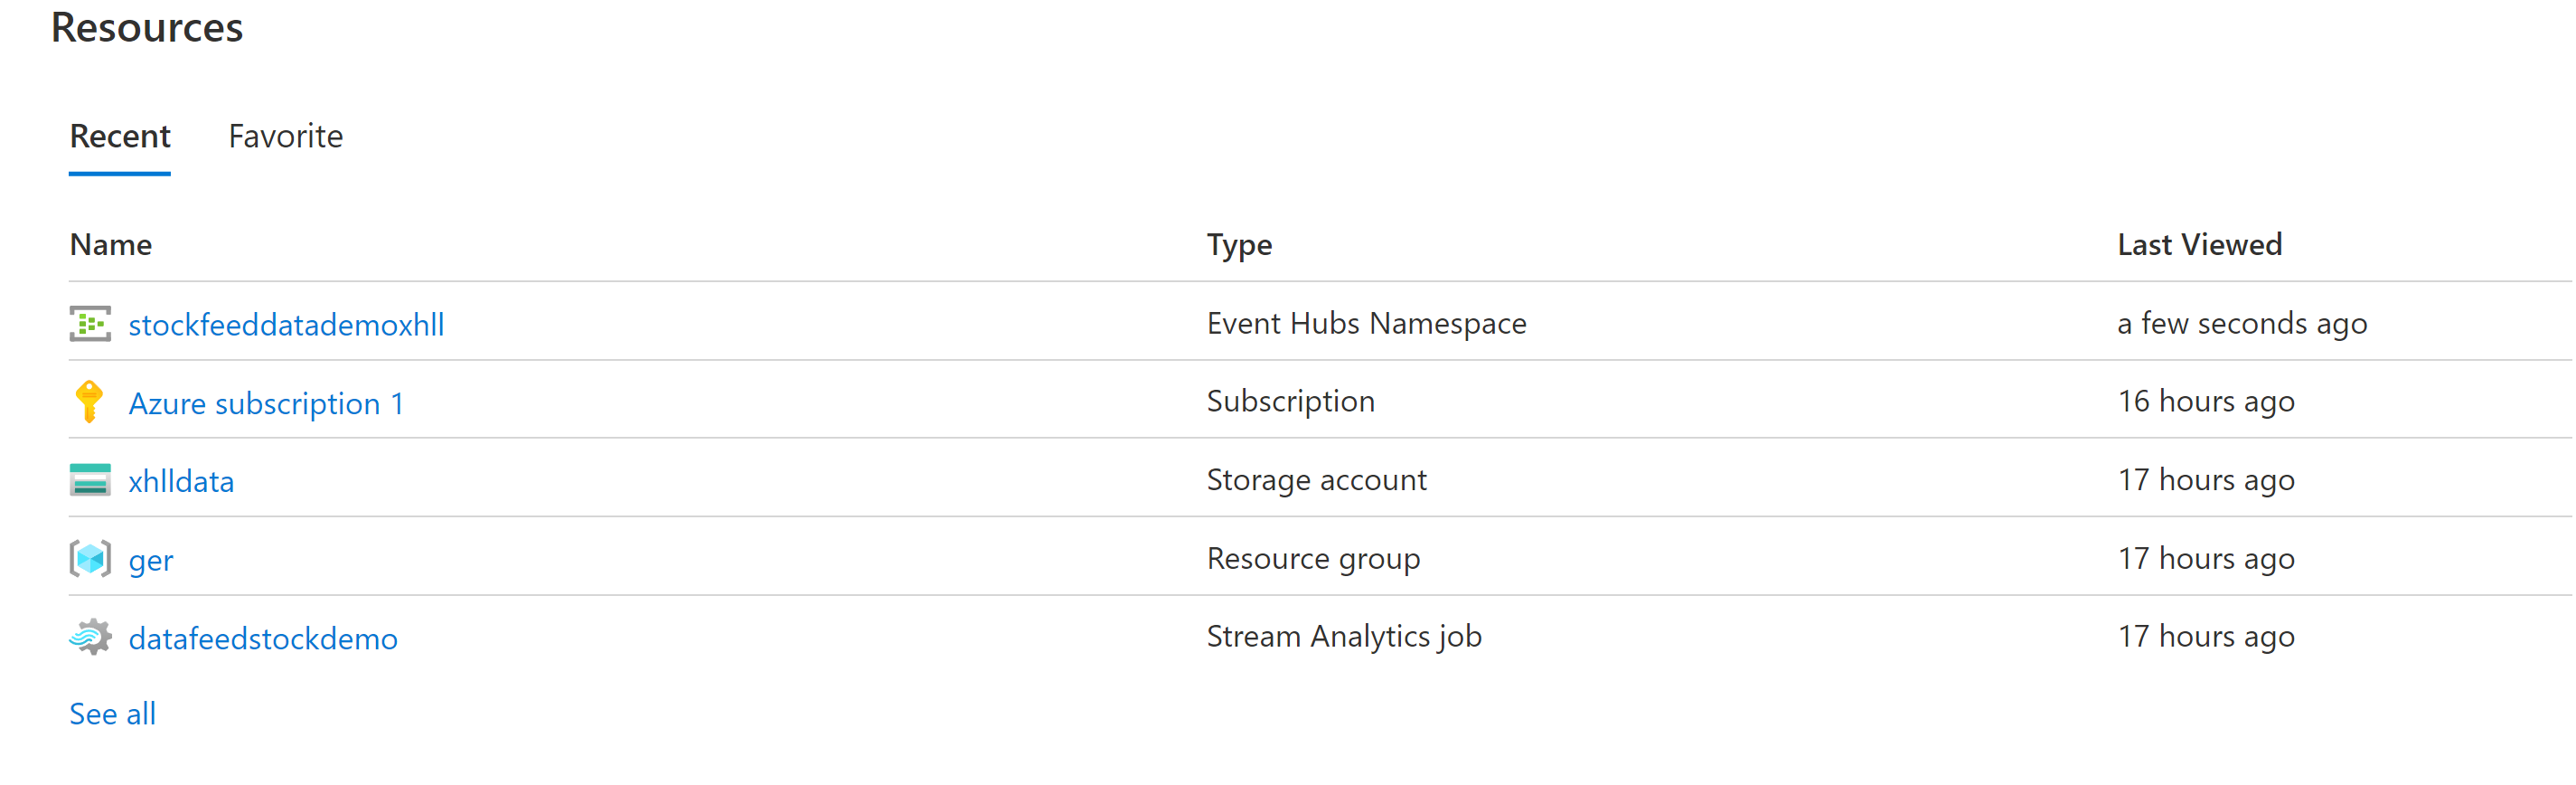 Resources
Recent Favorite
Name Type Last Viewed
stockfeeddatademoxhll Event Hubs Namespace a few seconds ago
Azure subscription 1 Subscription 16 hours ago
xhlldata Storage account 17 hours ago
ger Resource group 17 hours ago
datafeedstockdemo Stream Analytics job 17 hours ago
See all